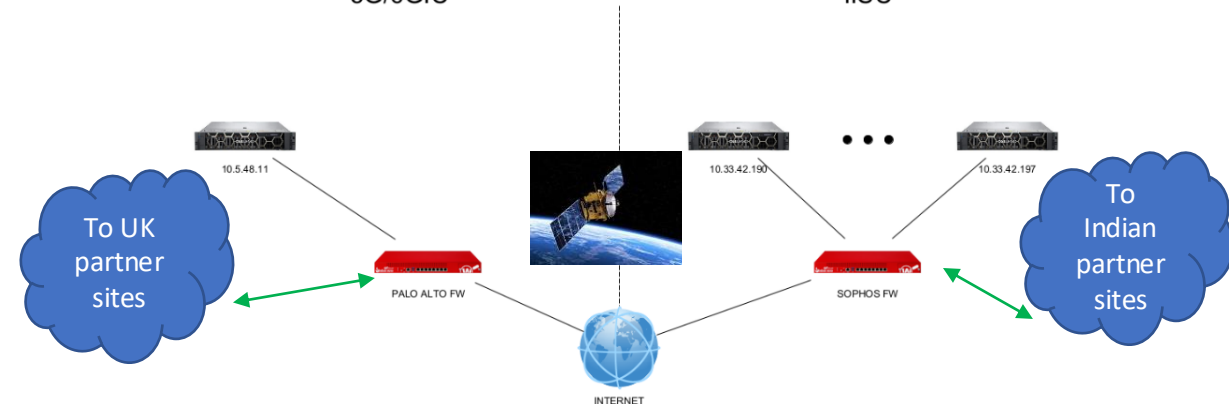 10.5.48.11
10.33.42.190
10.33.42.197
To UK
partner
sites
To
Indian
partner
sites
PALO ALTO FW
SOPHOS FW
INTERNET